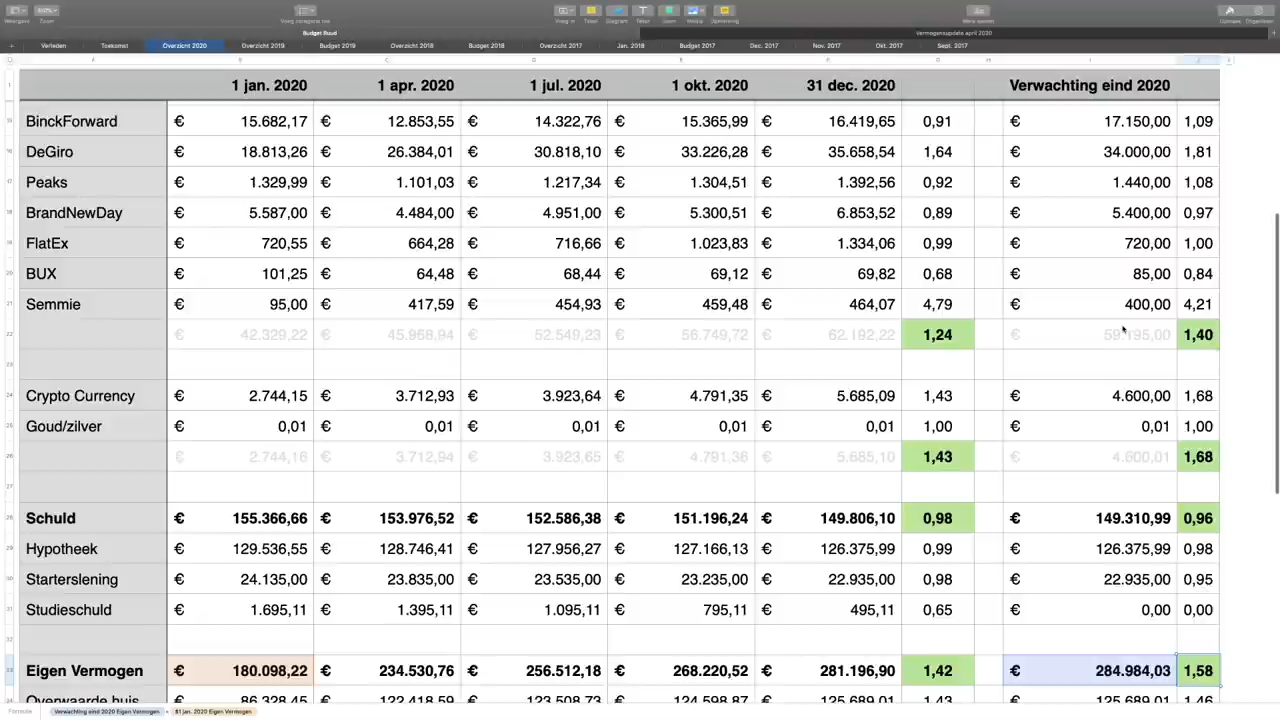 Weergave Zoom Voeg categorie toe Voeg in Tabel Diagram Tekst Vorm Media Opmerking
Budget Ruud Vermogensupdate april 2020
Verleden Toekomst Overzicht 2020 Overzicht 2019 Budget 2019 Overzicht 2018 Budget 2018 Overzicht 2017 Jan. 2018 Budget 2017 Dec. 2017 Nov. 2017 Okt. 2017 Sept. 2017
1 jan. 2020 1 apr. 2020 1 jul. 2020 1 okt. 2020 31 dec. 2020 Verwachting eind 2020
BinckForward € 15.682,17 € 12.853,55 € 14.322,76 € 15.365,99 € 16.419,65 0,91 € 17.150,00 1,09
DeGiro € 18.813,26 € 26.384,01 € 30.818,10 € 33.226,28 € 35.658,54 1,64 € 34.000,00 1,81
Peaks € 1.329,99 € 1.101,03 € 1.217,34 € 1.304,51 € 1.392,56 0,92 € 1.440,00 1,08
BrandNewDay € 5.587,00 € 4.484,00 € 4.951,00 € 5.300,51 € 6.853,52 0,89 € 5.400,00 0,97
FlatEx € 720,55 € 664,28 € 716,66 € 1.023,83 € 1.334,06 0,99 € 720,00 1,00
BUX € 101,25 € 64,48 € 68,44 € 69,12 € 69,82 0,68 € 85,00 0,84
Semmie € 95,00 € 417,59 € 454,93 € 459,48 € 464,07 4,79 € 400,00 4,21
€ 42.329,22 € 45.968,94 € 52.549,23 € 56.749,72 € 62.192,22 1,24 € 59.195,00 1,40
Crypto Currency € 2.744,15 € 3.712,93 € 3.923,64 € 4.791,35 € 5.685,09 1,43 € 4.600,00 1,68
Goud/zilver € 0,01 € 0,01 € 0,01 € 0,01 € 0,01 1,00 € 0,01 1,00
€ 2.744,16 € 3.712,94 € 3.923,65 € 4.791,36 € 5.685,10 1,43 € 4.600,01 1,68
Schuld € 155.366,66 € 153.976,52 € 152.586,38 € 151.196,24 € 149.806,10 0,98 € 149.310,99 0,96
Hypotheek € 129.536,55 € 128.746,41 € 127.956,27 € 127.166,13 € 126.375,99 0,99 € 126.375,99 0,98
Starterslening € 24.135,00 € 23.835,00 € 23.535,00 € 23.235,00 € 22.935,00 0,98 € 22.935,00 0,95
Studieschuld € 1.695,11 € 1.395,11 € 1.095,11 € 795,11 € 495,11 0,65 € 0,00 0,00
Eigen Vermogen € 180.098,22 € 234.530,76 € 256.512,18 € 268.220,52 € 281.196,90 1,42 € 284.984,03 1,58
Overwaarde huis € 86.328,45 € 122.418,59 € 123.508,73 € 124.598,87 € 125.689,01 1,43 € 125.689,01 1,46
Formule Verwachting eind 2020 Eigen Vermogen ÷ 1 jan. 2020 Eigen Vermogen